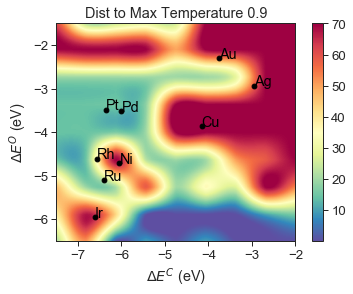 Dist to Max Temperature 0.9
−2
−3
−4
−5
−6
ΔE^O (eV)
Au
Ag
Pt
Pd
Cu
Rh
Ni
Ru
Ir
−7 −6 −5 −4 −3 −2
ΔE^C (eV)
70
60
50
40
30
20
10